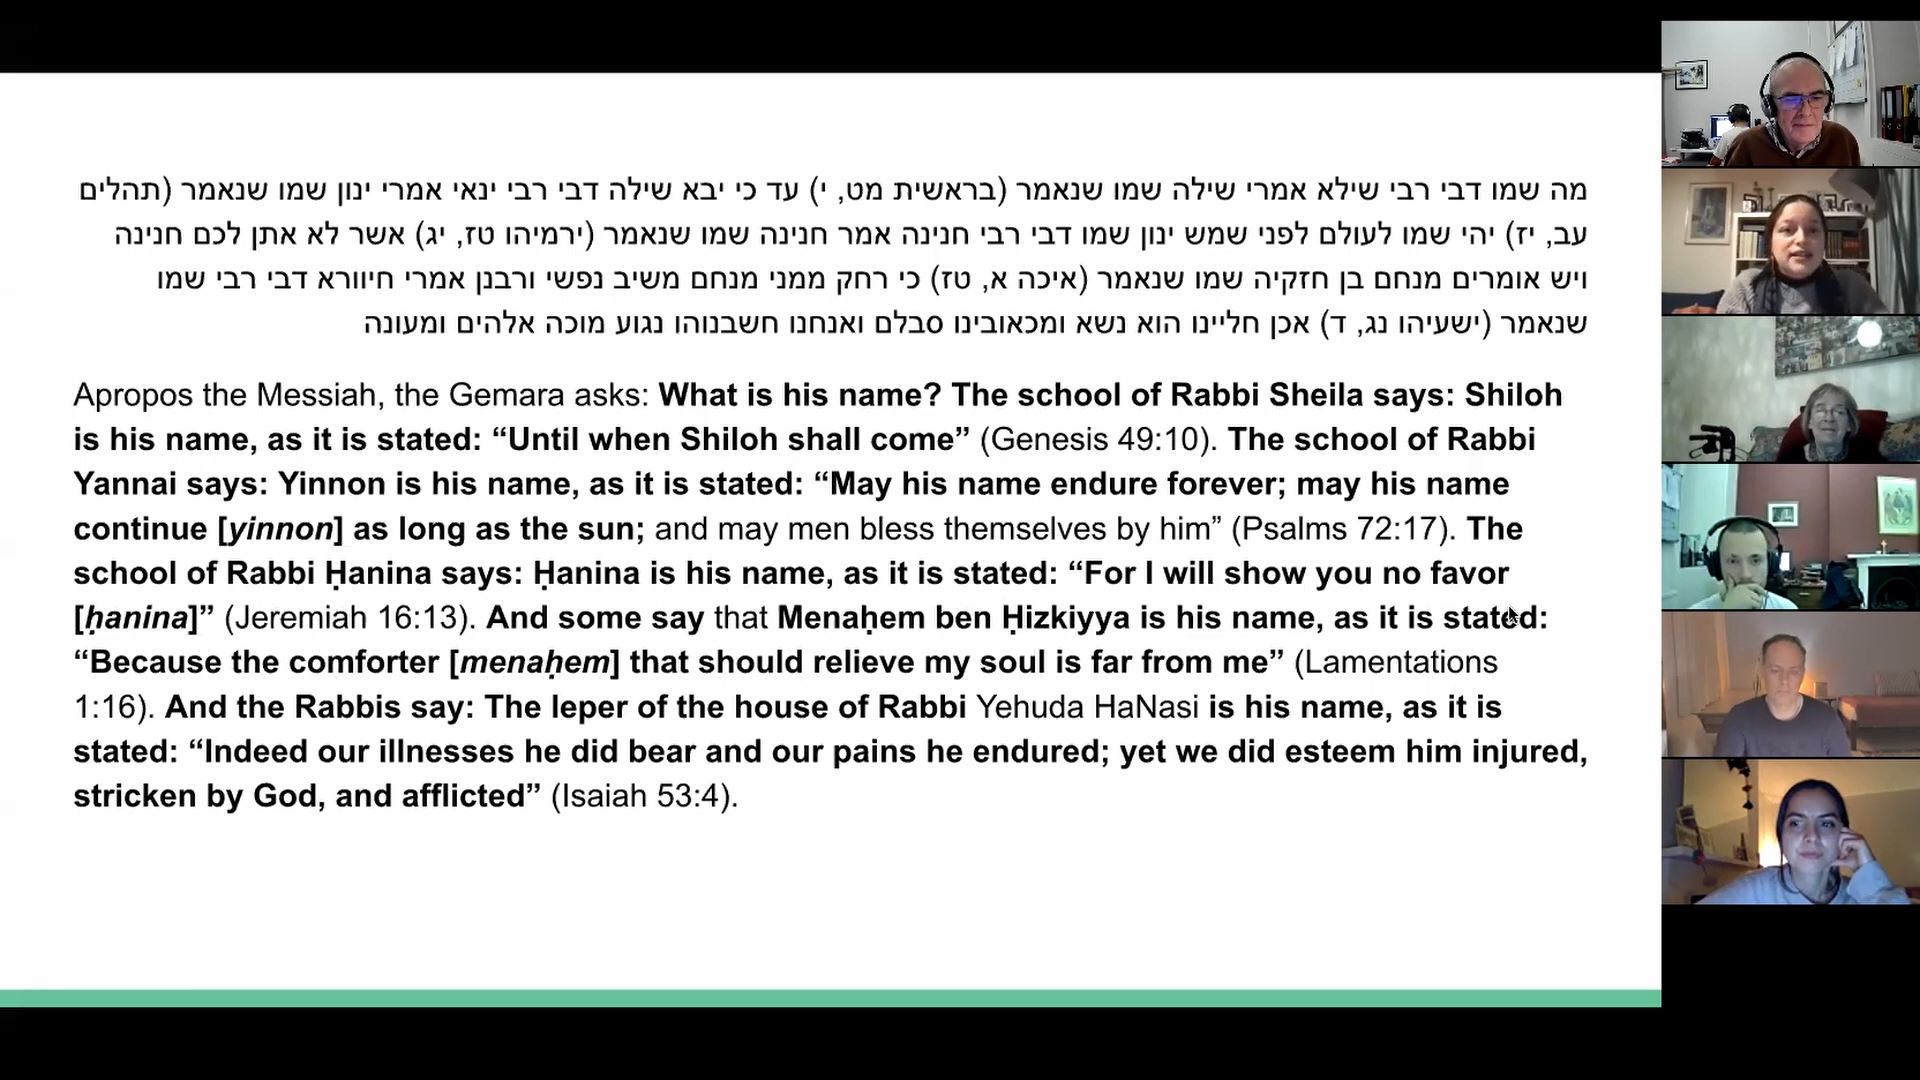 מה שמו דבי רבי שילא אמרי שילה שמו שנאמר (בראשית מט, י) עד כי יבא שילה דבי רבי ינאי אמרי ינון שמו שנאמר (תהלים
עב, יז) יהי שמו לעולם לפני שמש ינון שמו דבי רבי חנינה אמר חנינה שמו שנאמר (ירמיהו טז, יג) אשר לא אתן לכם חנינה
ויש אומרים מנחם בן חזקיה שמו שנאמר (איכה א, טז) כי רחק ממני מנחם משיב נפשי ורבנן אמרי חיוורא דבי רבי שמו
שנאמר (ישעיהו נג, ד) אכן חליינו הוא נשא ומכאובינו סבלם ואנחנו חשבנוהו נגוע מוכה אלהים ומעונה
Apropos the Messiah, the Gemara asks: What is his name? The school of Rabbi Sheila says: Shiloh
is his name, as it is stated: “Until when Shiloh shall come” (Genesis 49:10). The school of Rabbi
Yannai says: Yinnon is his name, as it is stated: “May his name endure forever; may his name
continue [yinnon] as long as the sun; and may men bless themselves by him” (Psalms 72:17). The
school of Rabbi Ḥanina says: Ḥanina is his name, as it is stated: “For I will show you no favor
[ḥanina]” (Jeremiah 16:13). And some say that Menaḥem ben Ḥizkiyya is his name, as it is stated:
“Because the comforter [menaḥem] that should relieve my soul is far from me” (Lamentations
1:16). And the Rabbis say: The leper of the house of Rabbi Yehuda HaNasi is his name, as it is
stated: “Indeed our illnesses he did bear and our pains he endured; yet we did esteem him injured,
stricken by God, and afflicted” (Isaiah 53:4).